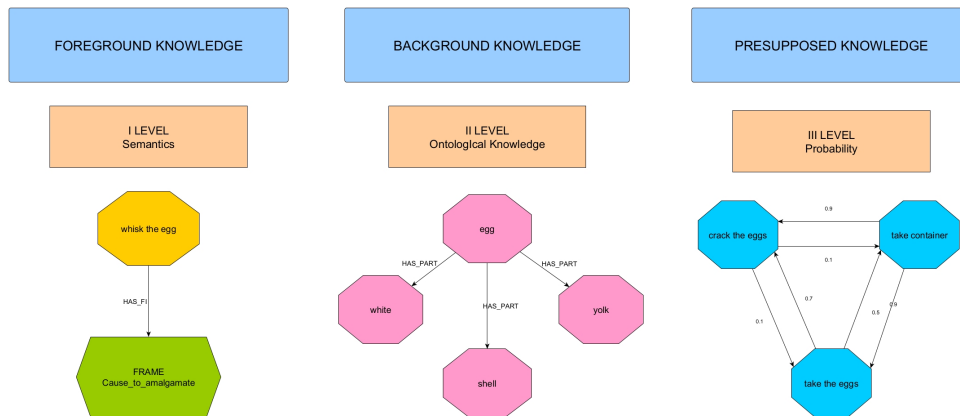 FOREGROUND KNOWLEDGE
BACKGROUND KNOWLEDGE
PRESUPPOSED KNOWLEDGE
I LEVEL
Semantics
II LEVEL
OntologIcal Knowledge
III LEVEL
Probability
whisk the egg
HAS_FI
FRAME
Cause_to_amalgamate
egg
HAS_PART
HAS_PART
HAS_PART
white
yolk
shell
crack the eggs
0.9
take container
0.1
0.7
0.5
0.9
0.1
take the eggs